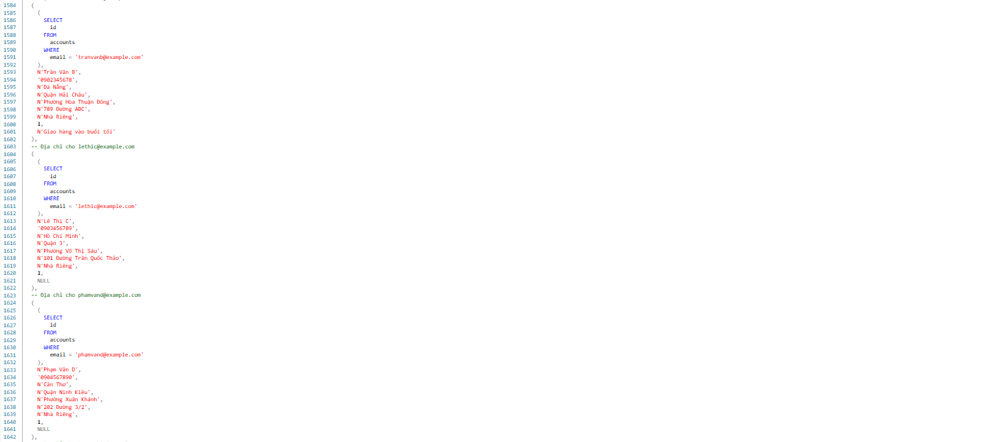 1584 (
1585 (
1586 SELECT
1587 id
1588 FROM
1589 accounts
1590 WHERE
1591 email = 'tranvanb@example.com'
1592 ),
1593 N'Trần Văn B',
1594 '0902345678',
1595 N'Đà Nẵng',
1596 N'Quận Hải Châu',
1597 N'Phường Hòa Thuận Đông',
1598 N'789 Đường ABC',
1599 N'Nhà Riêng',
1600 1,
1601 N'Giao hàng vào buổi tối'
1602 ),
1603 -- Địa chỉ cho lethic@example.com
1604 (
1605 (
1606 SELECT
1607 id
1608 FROM
1609 accounts
1610 WHERE
1611 email = 'lethic@example.com'
1612 ),
1613 N'Lê Thị C',
1614 '0903456789',
1615 N'Hồ Chí Minh',
1616 N'Quận 3',
1617 N'Phường Võ Thị Sáu',
1618 N'101 Đường Trần Quốc Thảo',
1619 N'Nhà Riêng',
1620 1,
1621 NULL
1622 ),
1623 -- Địa chỉ cho phamvand@example.com
1624 (
1625 (
1626 SELECT
1627 id
1628 FROM
1629 accounts
1630 WHERE
1631 email = 'phamvand@example.com'
1632 ),
1633 N'Phạm Văn D',
1634 '0904567890',
1635 N'Cần Thơ',
1636 N'Quận Ninh Kiều',
1637 N'Phường Xuân Khánh',
1638 N'202 Đường 3/2',
1639 N'Nhà Riêng',
1640 1,
1641 NULL
1642 ),